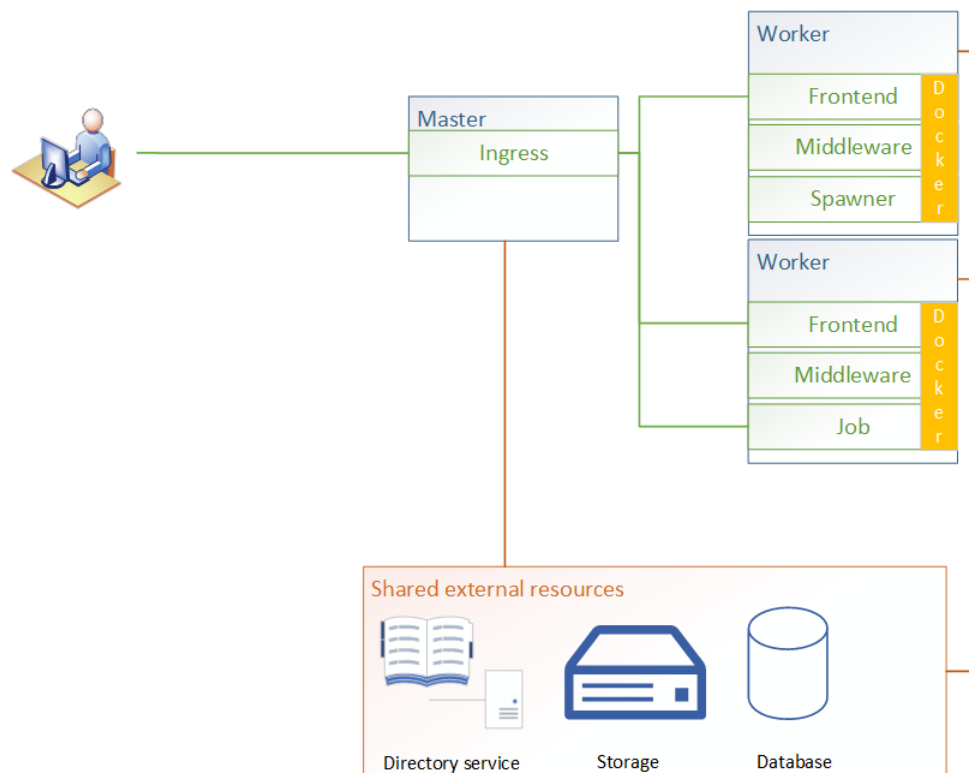 Master
Ingress
Worker
Frontend
Middleware
Spawner
Docker
Worker
Frontend
Middleware
Job
Docker
Shared external resources
Directory service
Storage
Database